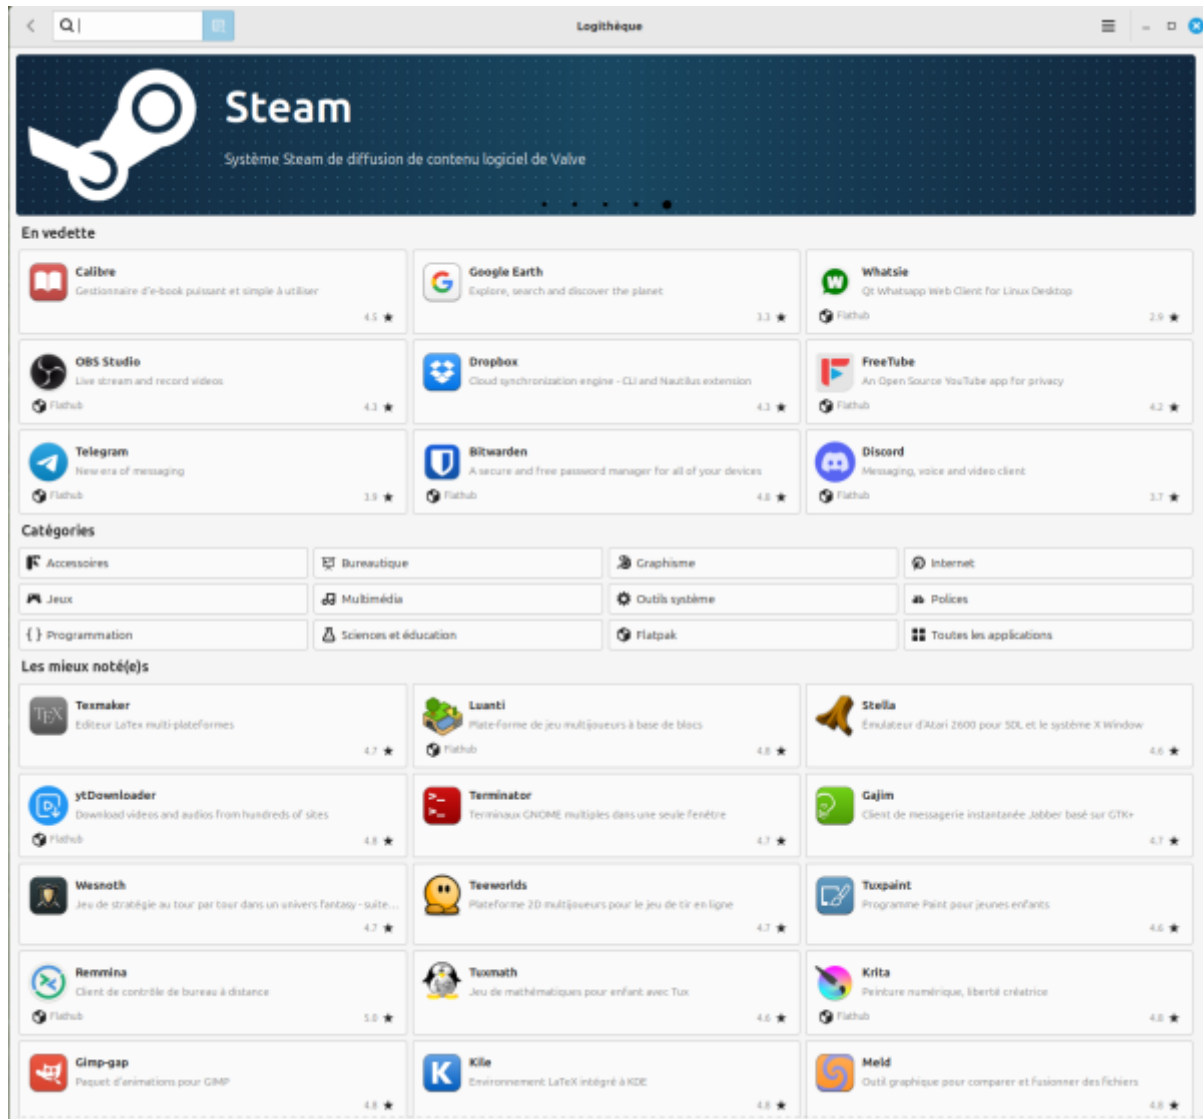 Logithèque
Steam
Système Steam de diffusion de contenu logiciel de Valve
En vedette
Calibre
Gestionnaire d'e-book puissant et simple à utiliser
4.5 ★
Google Earth
Explore, search and discover the planet
3.3 ★
Whatsie
Qt Whatsapp Web Client for Linux Desktop
Flathub 2.9 ★
OBS Studio
Live stream and record videos
Flathub 4.3 ★
Dropbox
Cloud synchronization engine - CLI and Nautilus extension
4.3 ★
FreeTube
An Open Source YouTube app for privacy
Flathub 4.2 ★
Telegram
New era of messaging
Flathub 3.9 ★
Bitwarden
A secure and free password manager for all of your devices
Flathub 4.8 ★
Discord
Messaging, voice and video client
Flathub 3.7 ★
Catégories
Accessoires
Bureautique
Graphisme
Internet
Jeux
Multimédia
Outils système
Polices
{ } Programmation
Sciences et éducation
Flatpak
Toutes les applications
Les mieux noté(e)s
Texmaker
Editeur LaTex multi-plateformes
4.7 ★
Luanti
Plate-forme de jeu multijoueurs à base de blocs
Flathub 4.8 ★
Stella
Émulateur d'Atari 2600 pour SDL et le système X Window
4.6 ★
ytDownloader
Download videos and audios from hundreds of sites
Flathub 4.8 ★
Terminator
Terminaux GNOME multiples dans une seule fenêtre
4.7 ★
Gajim
Client de messagerie instantanée Jabber basé sur GTK+
4.7 ★
Wesnoth
Jeu de stratégie au tour par tour dans un univers fantasy - suite...
4.7 ★
Teeworlds
Plateforme 2D multijoueurs pour le jeu de tir en ligne
4.7 ★
Tuxpaint
Programme Paint pour jeunes enfants
4.6 ★
Remmina
Client de contrôle de bureau à distance
Flathub 5.0 ★
Tuxmath
Jeu de mathématiques pour enfant avec Tux
4.6 ★
Krita
Peinture numérique, liberté créatrice
Flathub 4.8 ★
Gimp-gap
Paquet d'animations pour GIMP
4.8 ★
Kile
Environnement LaTeX intégré à KDE
4.8 ★
Meld
Outil graphique pour comparer et fusionner des fichiers
4.8 ★